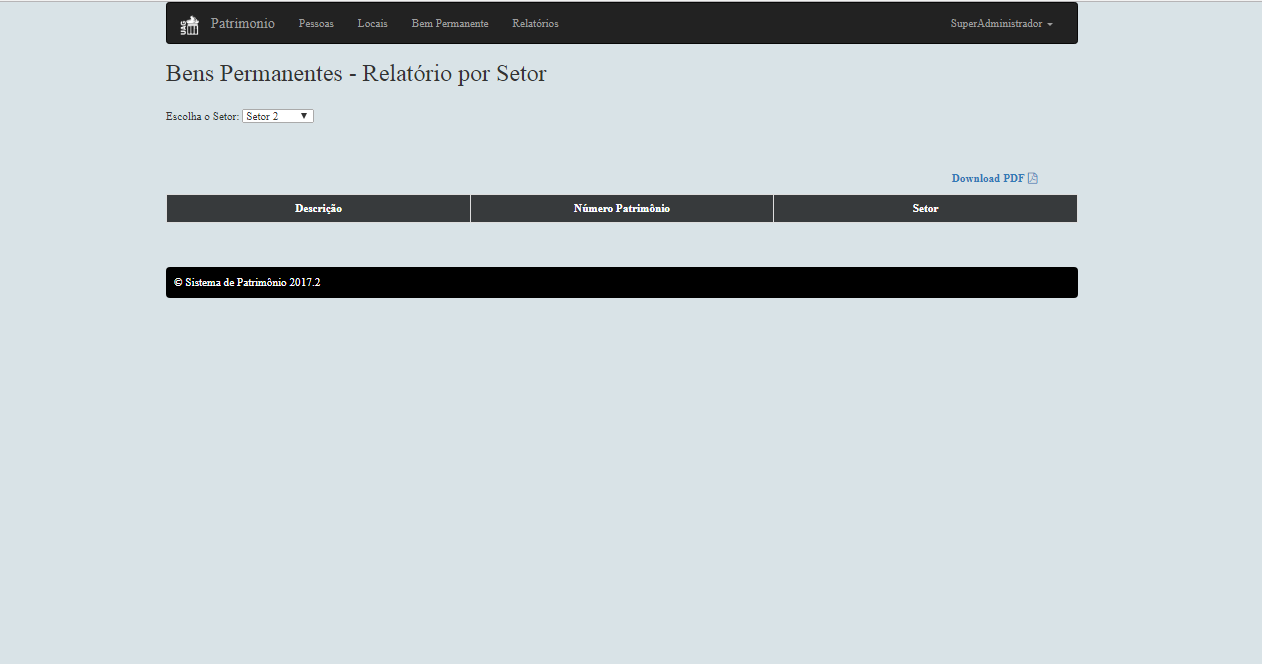 UAG Patrimonio Pessoas Locais Bem Permanente Relatórios SuperAdministrador
Bens Permanentes - Relatório por Setor
Escolha o Setor: Setor 2
Download PDF
Descrição Número Patrimônio Setor
© Sistema de Patrimônio 2017.2